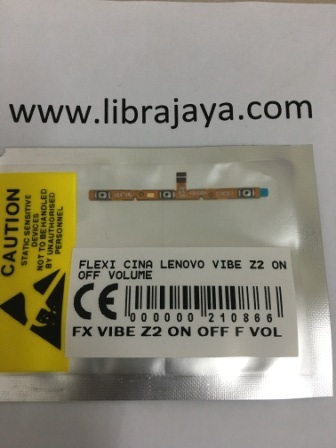 www.librajaya.com
CAUTION
STATIC SENSITIVE
DEVICES
NOT TO BE HANDLED
BY UNAUTHORISED
PERSONNEL
FLEXI CINA LENOVO VIBE Z2 ON
OFF VOLUME
CE
000000 210866
FX VIBE Z2 ON OFF F VOL